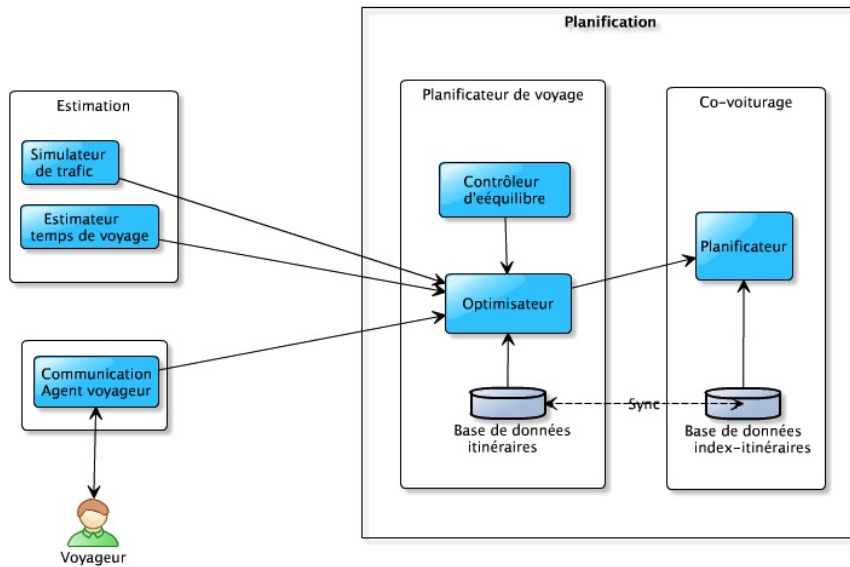 Planification
Estimation
Simulateur
de trafic
Estimateur
temps de voyage
Communication
Agent voyageur
Voyageur
Planificateur de voyage
Contrôleur
d'eéquilibre
Optimisateur
Base de données
itinéraires
Sync
Co-voiturage
Planificateur
Base de données
index-itinéraires